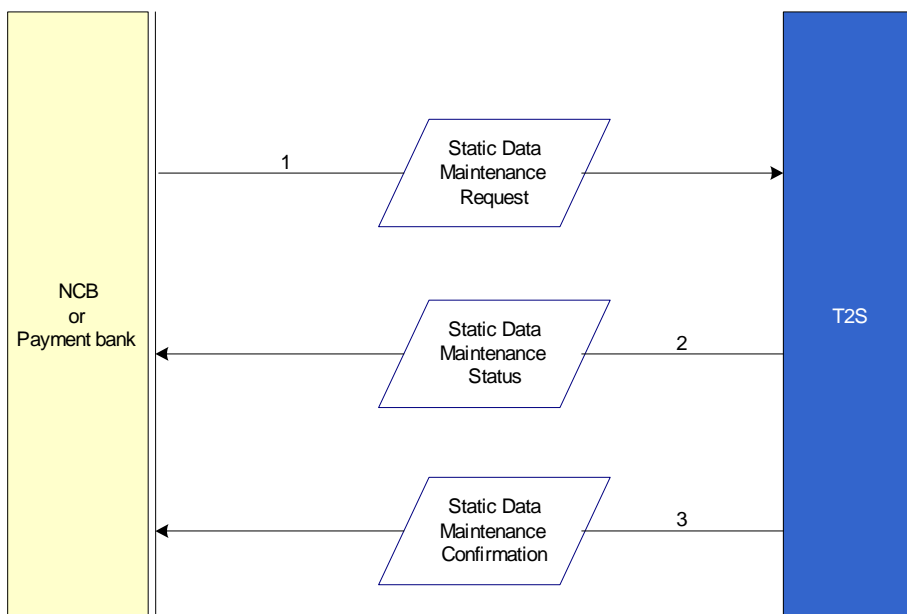 1
Static Data
Maintenance
Request
NCB
or
Payment bank
T2S
Static Data
Maintenance
Status
2
Static Data
Maintenance
Confirmation
3